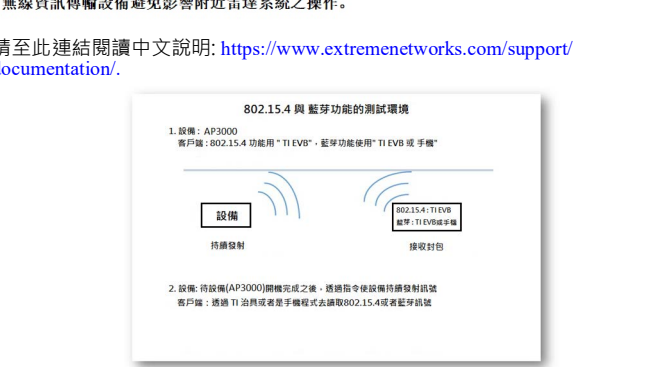 無線資訊傳輸設備避免影響附近雷達系統之操作。
請至此連結閱讀中文說明: https://www.extremenetworks.com/support/
documentation/.
802.15.4 與 藍芽功能的測試環境
1. 設備: AP3000
客戶端: 802.15.4 功能用 " TI EVB"，藍芽功能使用" TI EVB 或 手機"
設備
802.15.4 : TI EVB
藍芽 : TI EVB或手機
持續發射
接收封包
2. 設備: 待設備(AP3000)開機完成之後，透過指令使設備持續發射訊號
客戶端：透過 TI 治具或者是手機程式去讀取802.15.4或者藍芽訊號